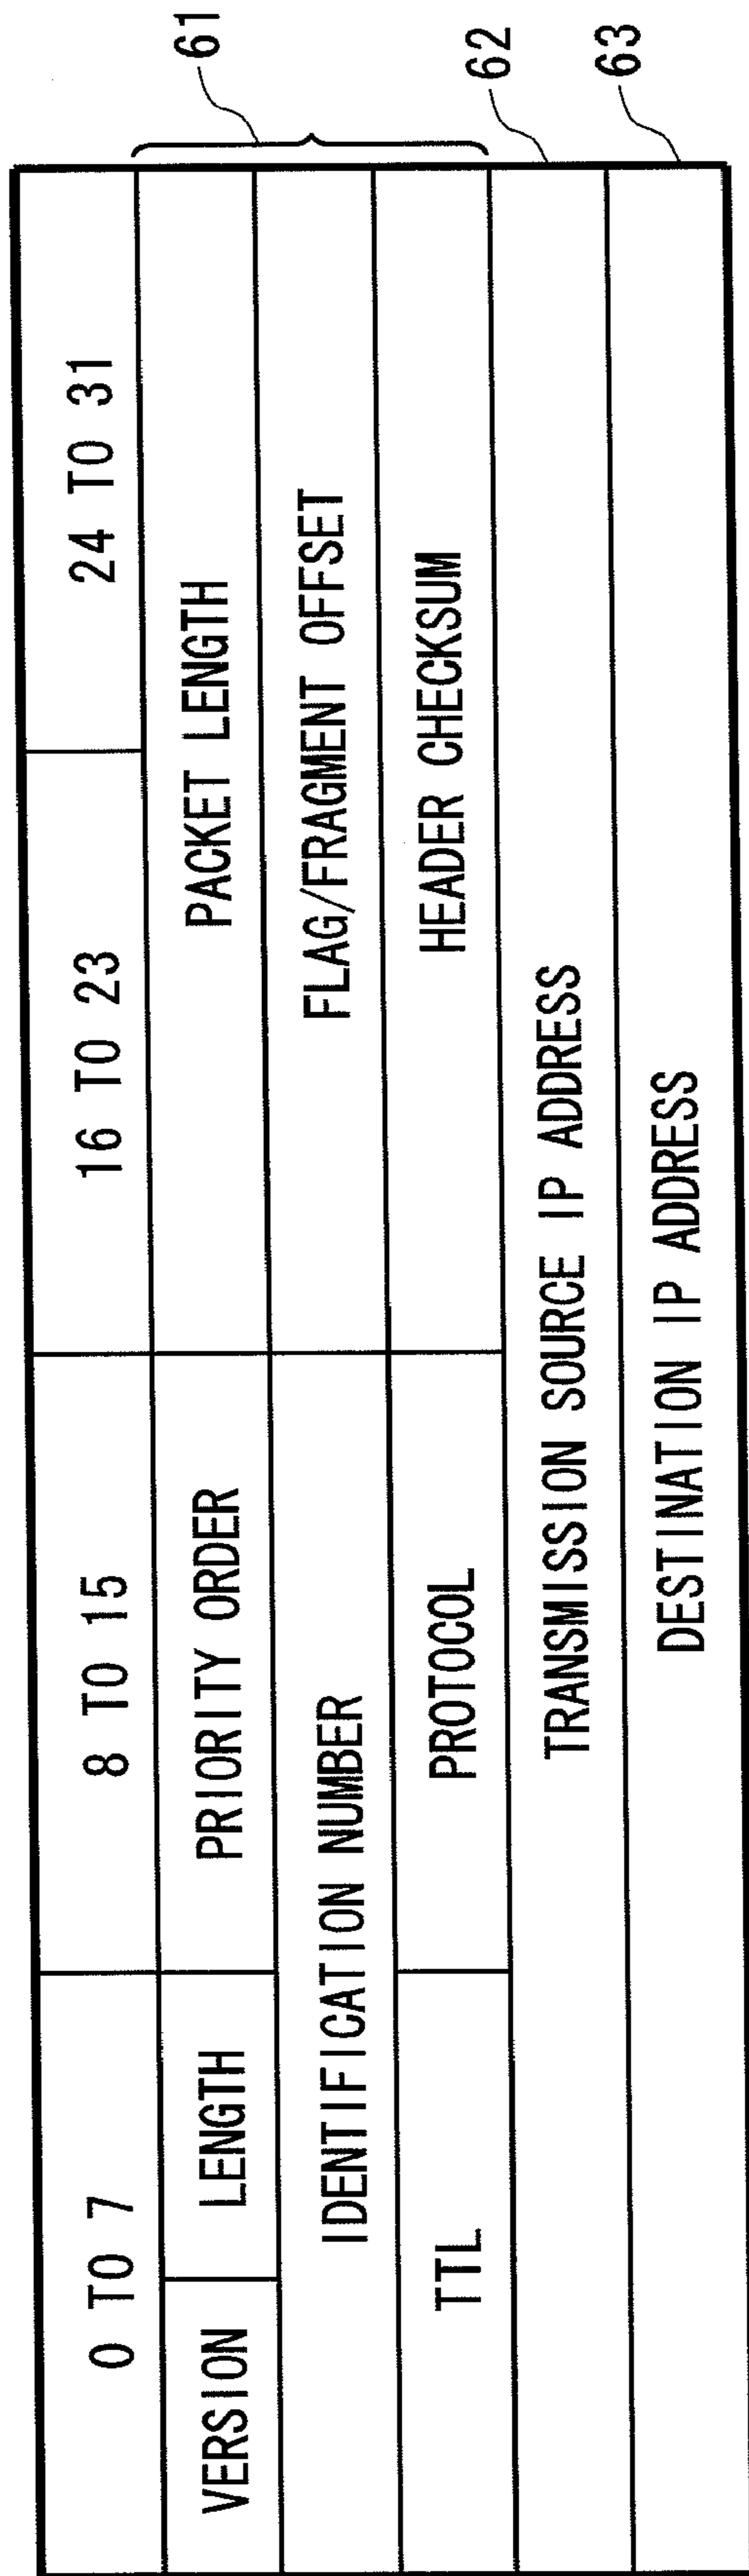 0 TO 7 8 TO 15 16 TO 23 24 TO 31
VERSION LENGTH PRIORITY ORDER PACKET LENGTH 61
IDENTIFICATION NUMBER FLAG/FRAGMENT OFFSET
TTL PROTOCOL HEADER CHECKSUM
TRANSMISSION SOURCE IP ADDRESS 62
DESTINATION IP ADDRESS 63